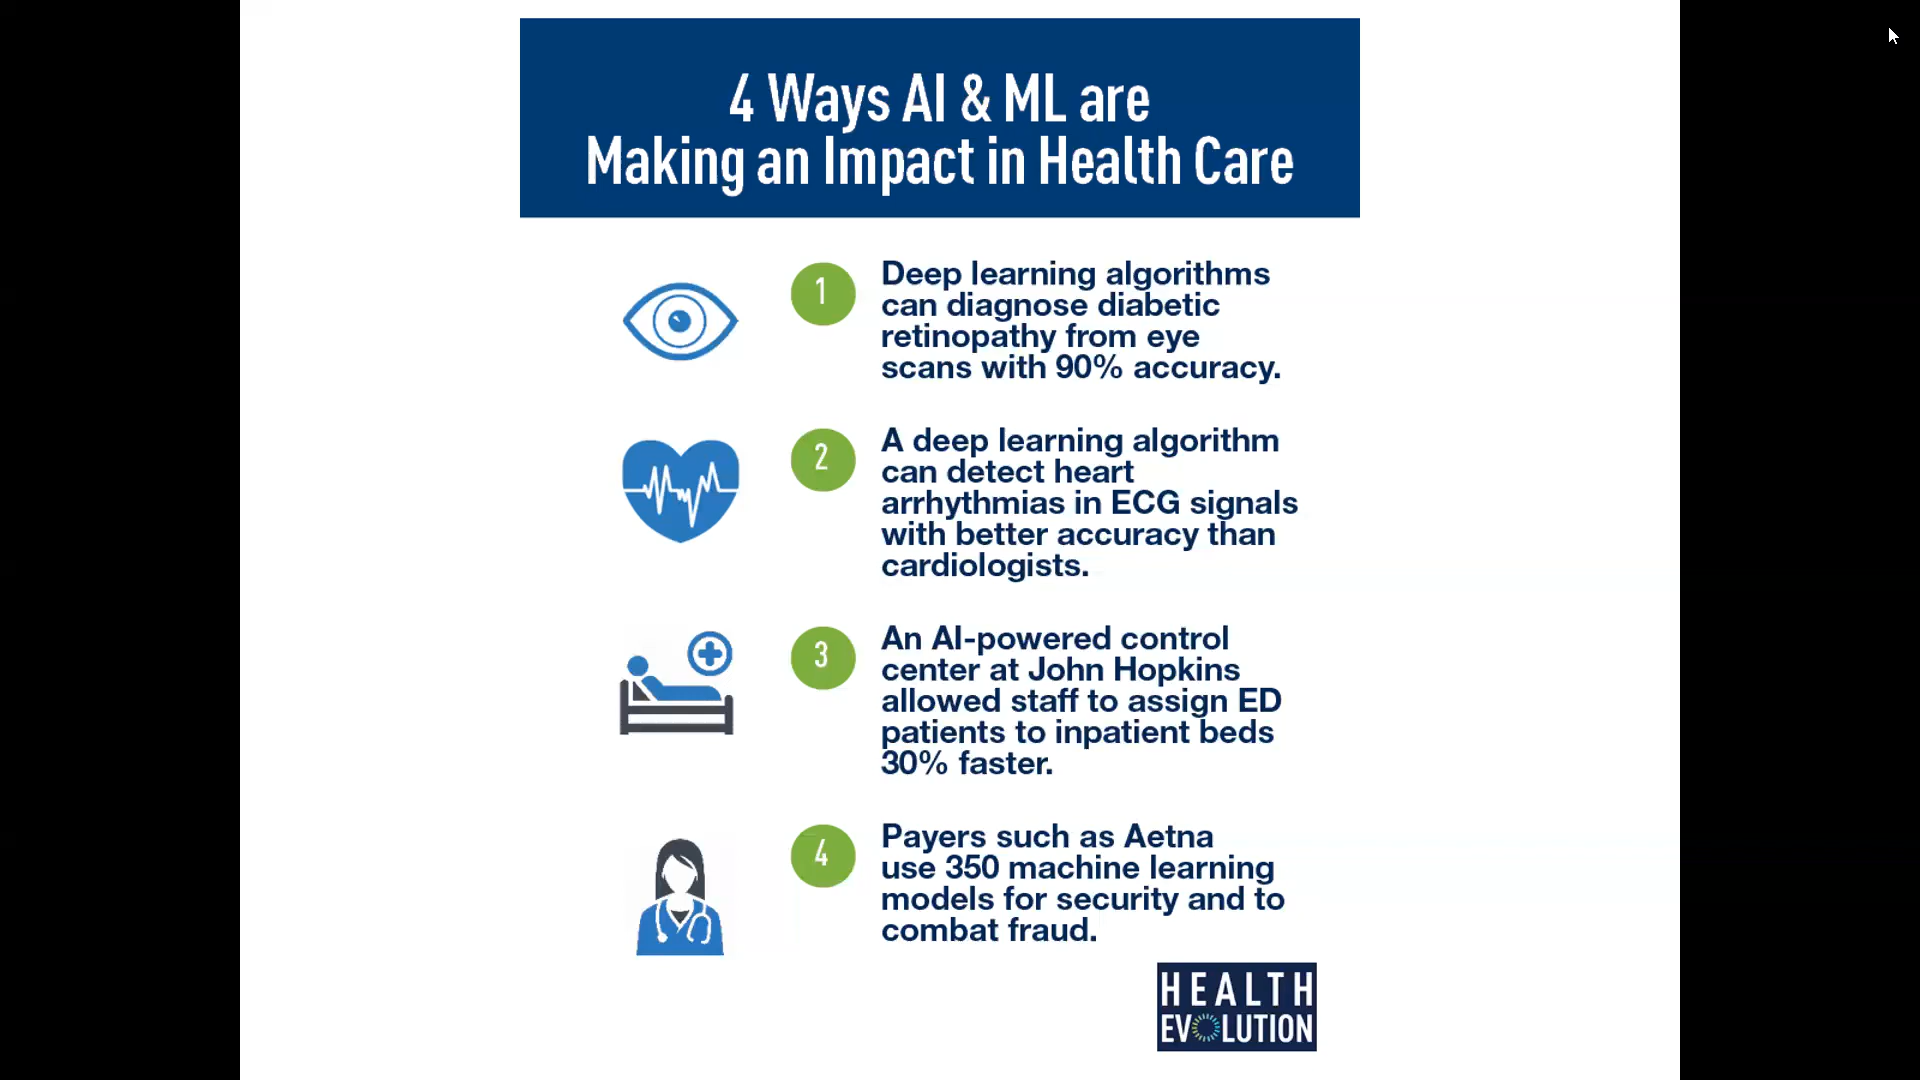 4 Ways AI & ML are
Making an Impact in Health Care
1
Deep learning algorithms
can diagnose diabetic
retinopathy from eye
scans with 90% accuracy.
2
A deep learning algorithm
can detect heart
arrhythmias in ECG signals
with better accuracy than
cardiologists.
3
An AI-powered control
center at John Hopkins
allowed staff to assign ED
patients to inpatient beds
30% faster.
4
Payers such as Aetna
use 350 machine learning
models for security and to
combat fraud.
HEALTH
EVOLUTION